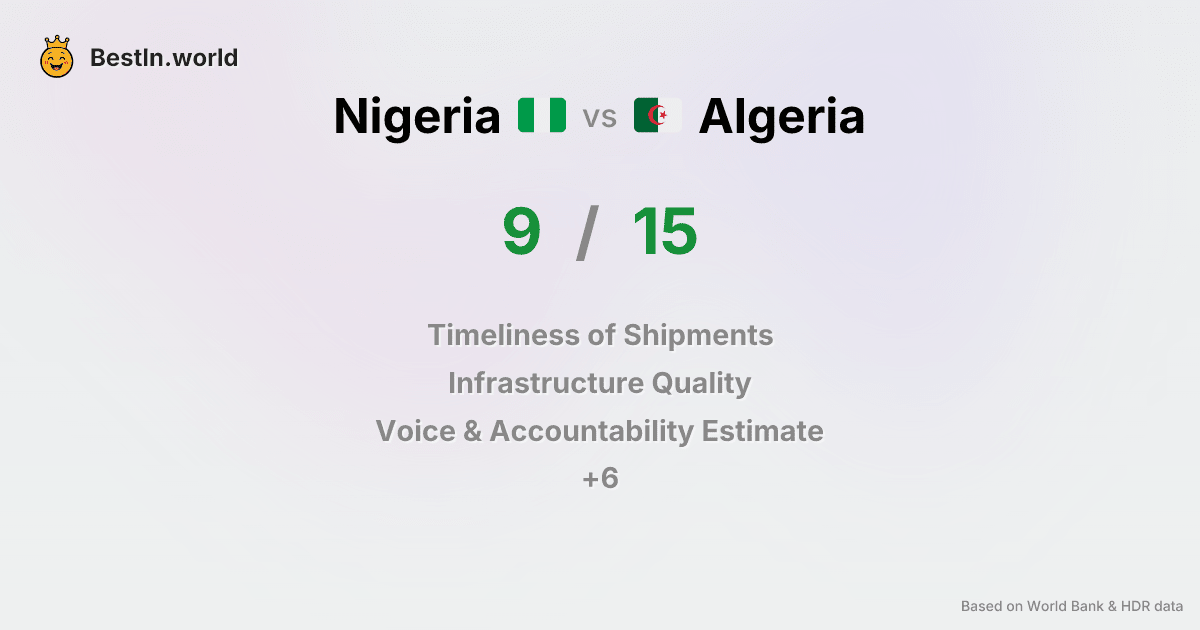 BestIn.world
Nigeria vs Algeria
9 / 15
Timeliness of Shipments
Infrastructure Quality
Voice & Accountability Estimate
+6
Based on World Bank & HDR data